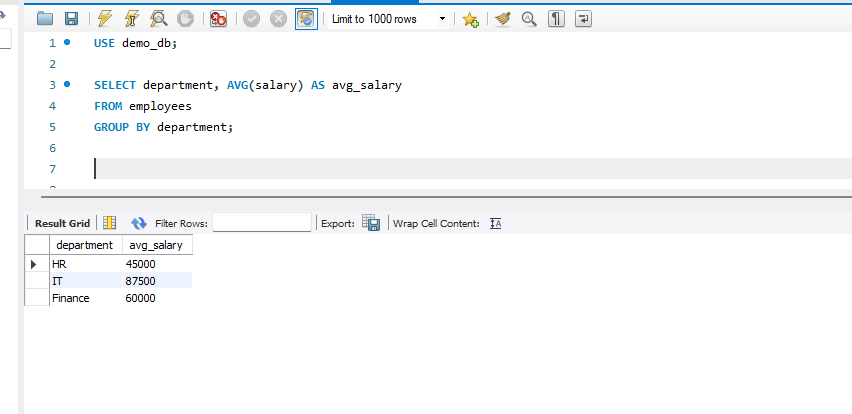 Limit to 1000 rows
1 USE demo_db;
2
3 SELECT department, AVG(salary) AS avg_salary
4 FROM employees
5 GROUP BY department;
6
7
Result Grid Filter Rows: Export: Wrap Cell Content:
department avg_salary
HR 45000
IT 87500
Finance 60000